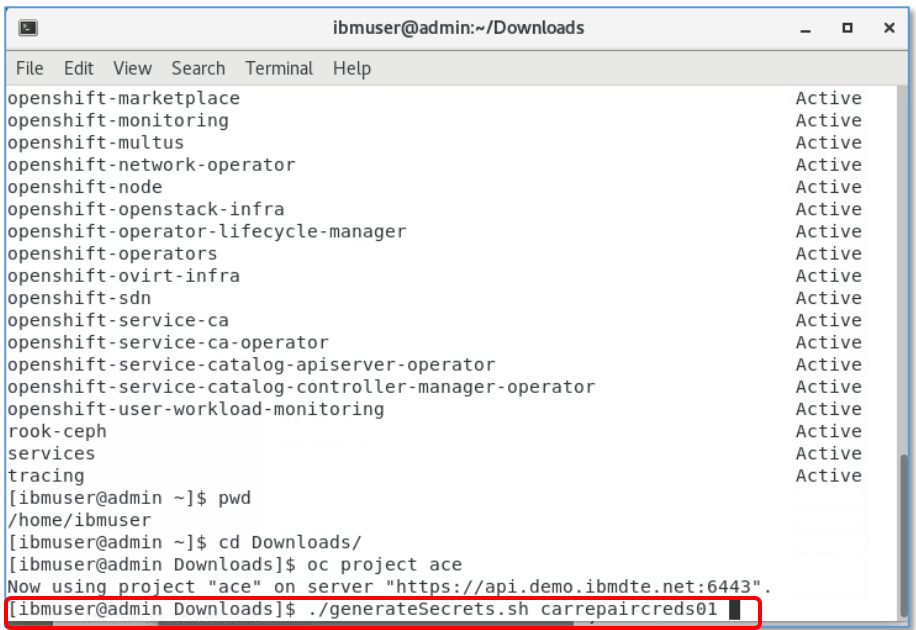 ibmuser@admin:~/Downloads
File Edit View Search Terminal Help
openshift-marketplace Active
openshift-monitoring Active
openshift-multus Active
openshift-network-operator Active
openshift-node Active
openshift-openstack-infra Active
openshift-operator-lifecycle-manager Active
openshift-operators Active
openshift-ovirt-infra Active
openshift-sdn Active
openshift-service-ca Active
openshift-service-ca-operator Active
openshift-service-catalog-apiserver-operator Active
openshift-service-catalog-controller-manager-operator Active
openshift-user-workload-monitoring Active
rook-ceph Active
services Active
tracing Active
[ibmuser@admin ~]$ pwd
/home/ibmuser
[ibmuser@admin ~]$ cd Downloads/
[ibmuser@admin Downloads]$ oc project ace
Now using project "ace" on server "https://api.demo.ibmdte.net:6443".
[ibmuser@admin Downloads]$ ./generateSecrets.sh carrepaircreds01